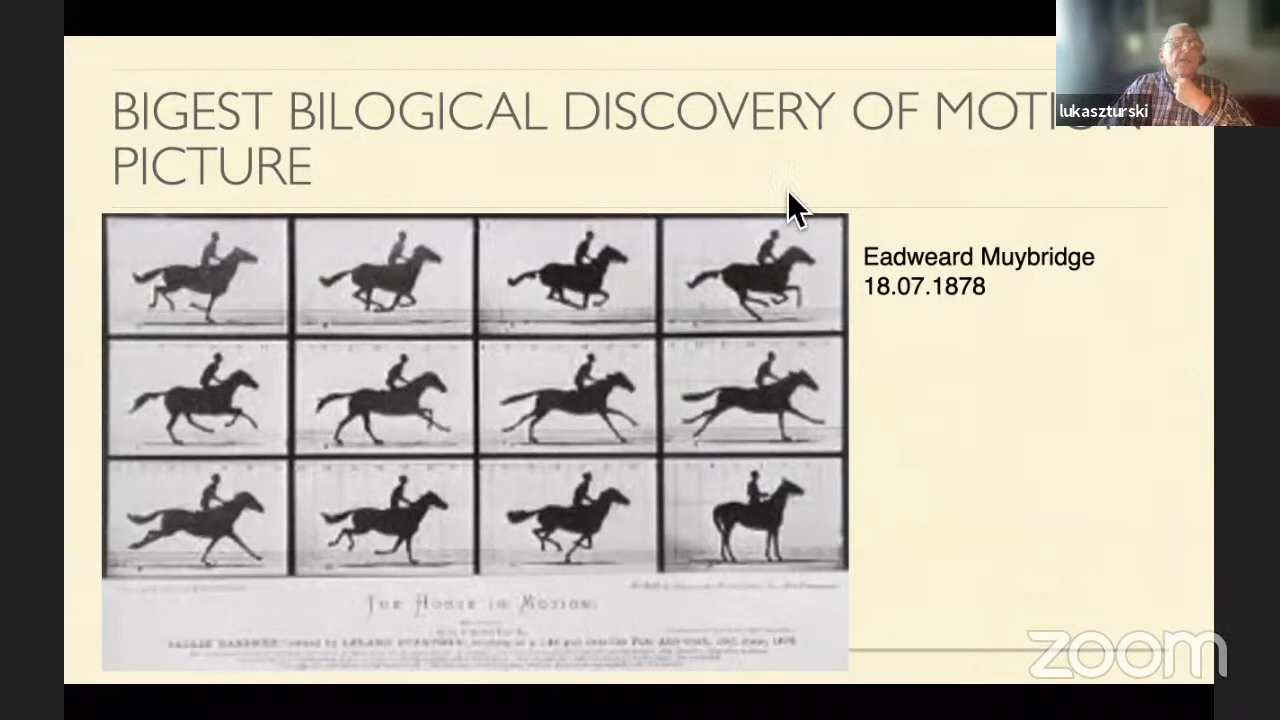 BIGEST BILOGICAL DISCOVERY OF MOTION
PICTURE
lukaszturski
Eadweard Muybridge
18.07.1878
THE HORSE IN MOTION.
zoom